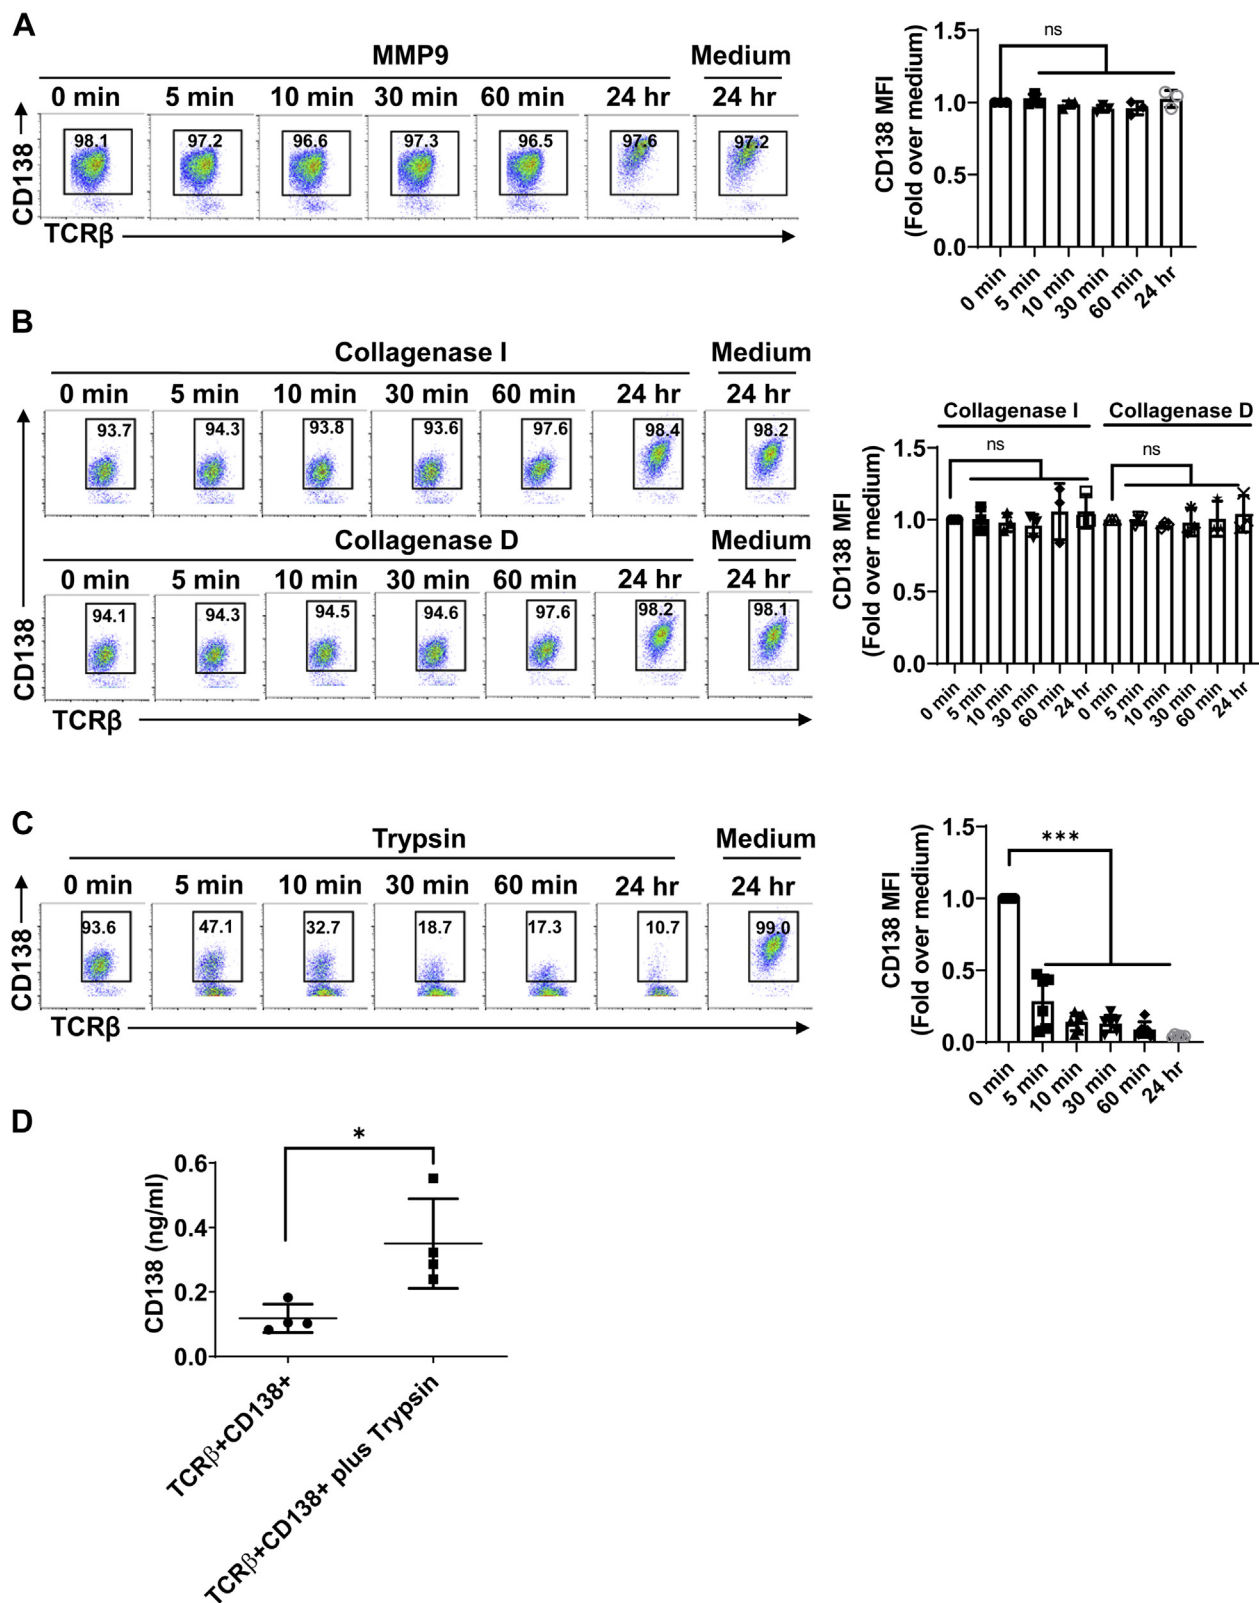 A
MMP9 Medium
0 min 5 min 10 min 30 min 60 min 24 hr 24 hr
98.1 97.2 96.6 97.3 96.5 97.6 97.2
CD138
TCRβ
ns
CD138 MFI
(Fold over medium)
1.5
1.0
0.5
0.0
0 min 5 min 10 min 30 min 60 min 24 hr
B
Collagenase I Medium
0 min 5 min 10 min 30 min 60 min 24 hr 24 hr
93.7 94.3 93.8 93.6 97.6 98.4 98.2
Collagenase D Medium
0 min 5 min 10 min 30 min 60 min 24 hr 24 hr
94.1 94.3 94.5 94.6 97.6 98.2 98.1
CD138
TCRβ
Collagenase I Collagenase D
ns ns
CD138 MFI
(Fold over medium)
1.5
1.0
0.5
0.0
0 min 5 min 10 min 30 min 60 min 24 hr 0 min 5 min 10 min 30 min 60 min 24 hr
C
Trypsin Medium
0 min 5 min 10 min 30 min 60 min 24 hr 24 hr
93.6 47.1 32.7 18.7 17.3 10.7 99.0
CD138
TCRβ
***
CD138 MFI
(Fold over medium)
1.5
1.0
0.5
0.0
0 min 5 min 10 min 30 min 60 min 24 hr
D
*
CD138 (ng/ml)
0.6
0.4
0.2
0.0
TCRβ+CD138+
TCRβ+CD138+ plus Trypsin